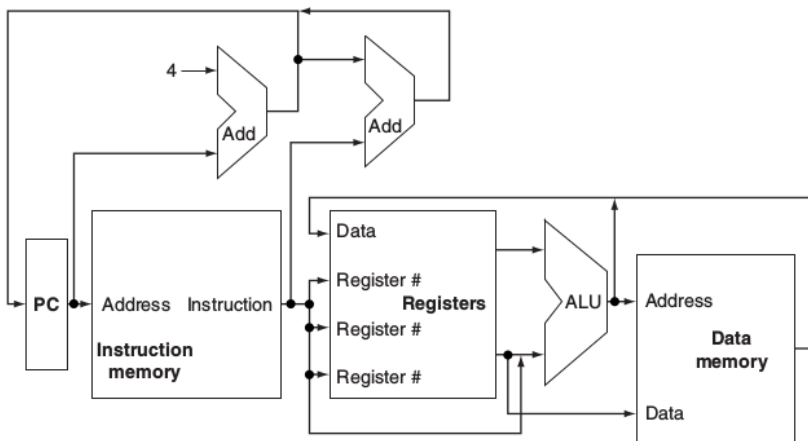 4
Add
Add
PC
Address
Instruction
Instruction
memory
Data
Register #
Registers
Register #
Register #
ALU
Address
Data
memory
Data